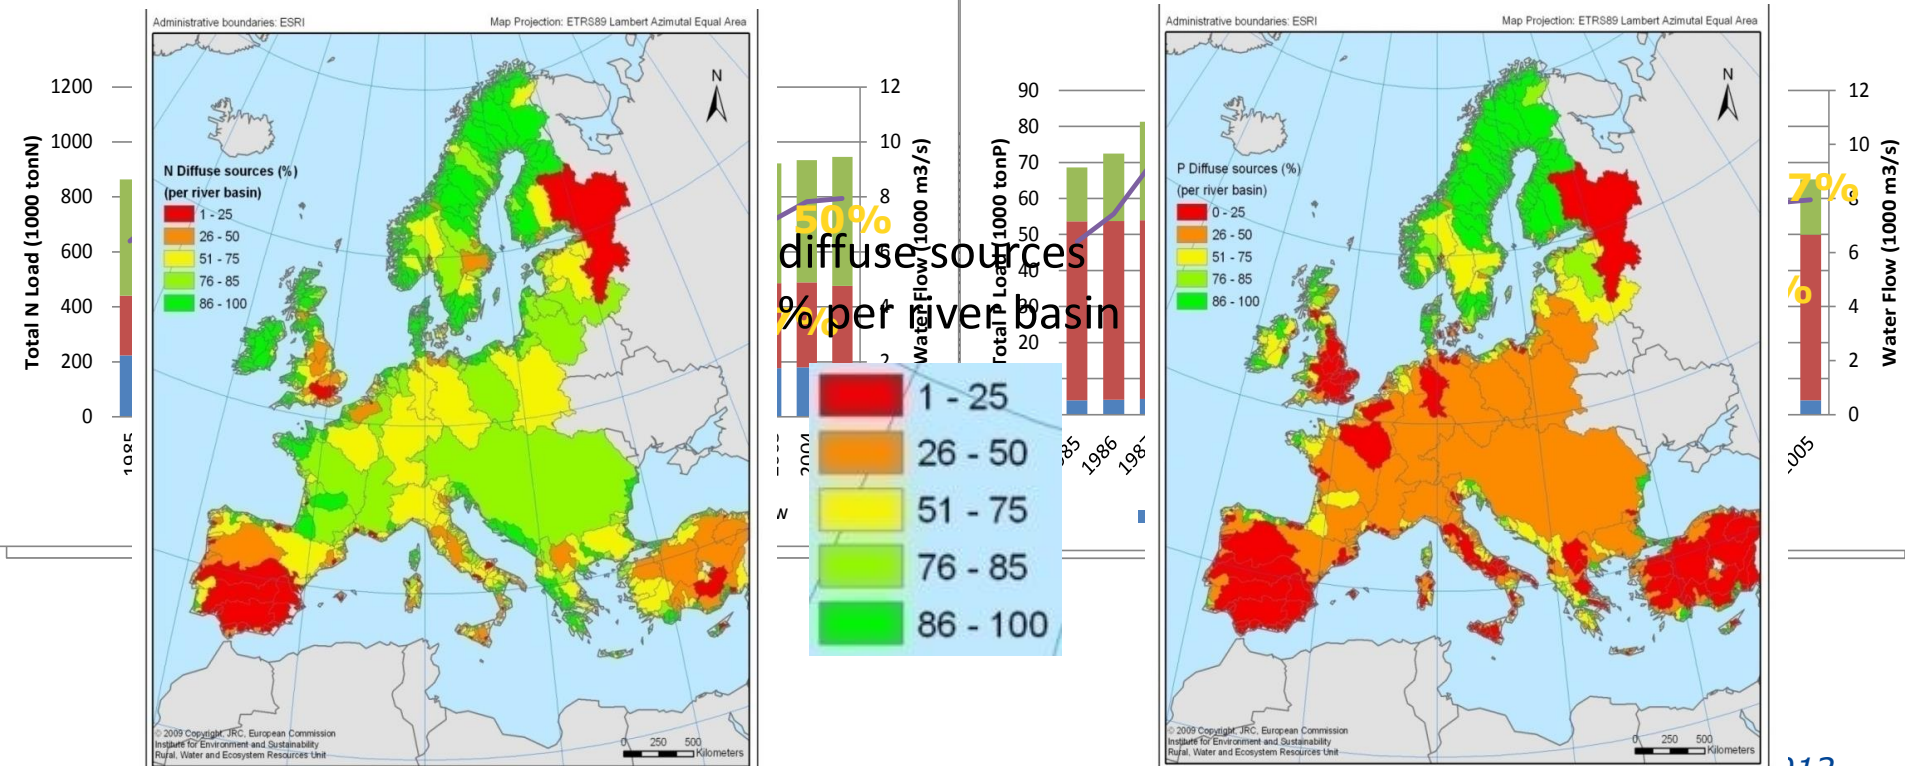 Administrative boundaries: ESRI
Map Projection: ETRS89 Lambert Azimutal Equal Area
N
N Diffuse sources (%)
(per river basin)
1 - 25
26 - 50
51 - 75
76 - 85
86 - 100
© 2009 Copyright, JRC, European Commission
Institute for Environment and Sustainability
Rural, Water and Ecosystem Resources Unit
0 250 500
Kilometers
Total N Load (1000 tonN)
1200
1000
800
600
400
200
0
1985
2004
12
10
8
4
2
Water Flow (1000 m3/s)
50%
diffuse sources
% per river basin
1 - 25
26 - 50
51 - 75
76 - 85
86 - 100
Total P Load (1000 tonP)
90
80
70
60
50
40
30
20
1986
Administrative boundaries: ESRI
Map Projection: ETRS89 Lambert Azimutal Equal Area
N
P Diffuse sources (%)
(per river basin)
0 - 25
26 - 50
51 - 75
76 - 85
86 - 100
© 2009 Copyright, JRC, European Commission
Institute for Environment and Sustainability
Rural, Water and Ecosystem Resources Unit
0 250 500
Kilometers
7%
%
12
10
8
6
4
2
0
Water Flow (1000 m3/s)
2005